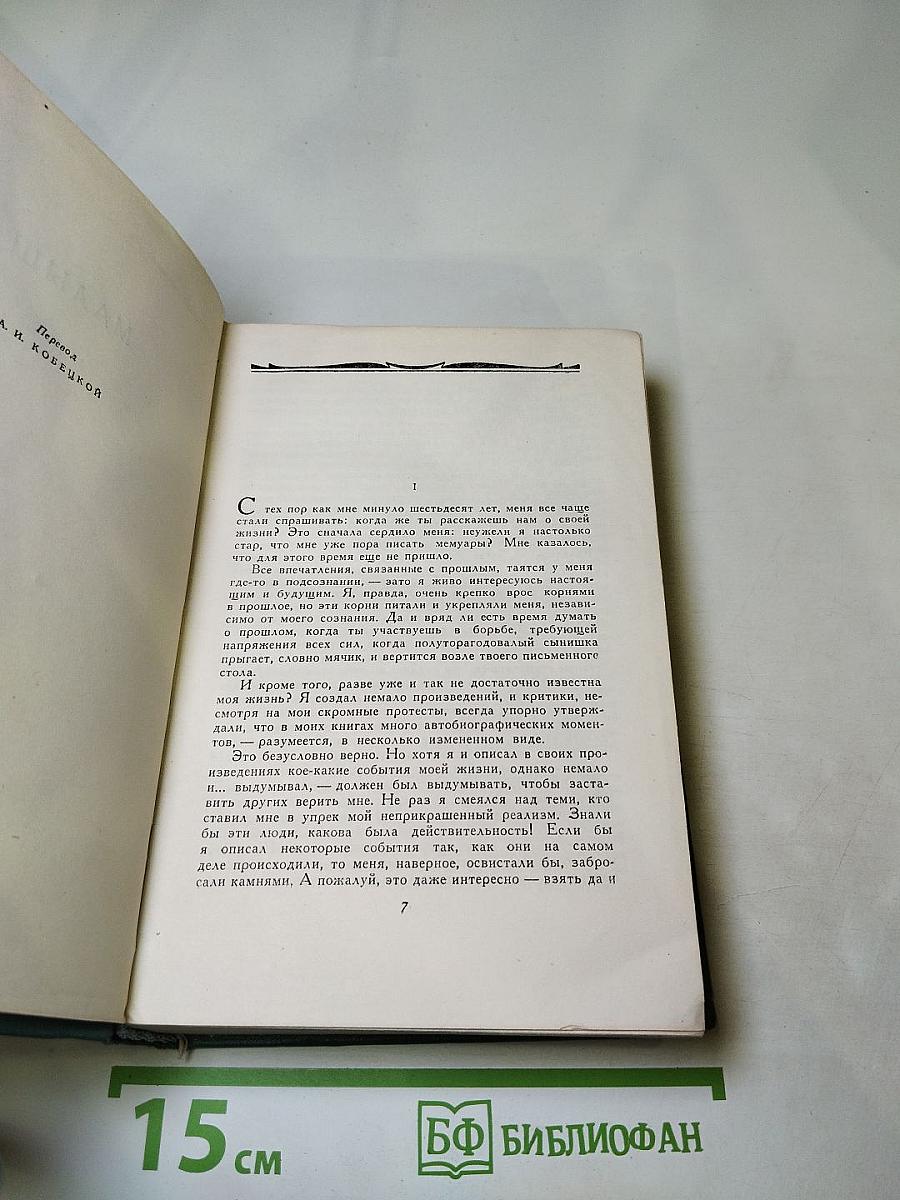 Перевод
А. И. КОБЕЦКОЙ
I
С тех пор как мне минуло шестьдесят лет, меня все чаще
стали спрашивать: когда же ты расскажешь нам о своей
жизни? Это сначала сердило меня: неужели я настолько
стар, что мне уже пора писать мемуары? Мне казалось,
что для этого время еще не пришло.
Все впечатления, связанные с прошлым, таятся у меня
где-то в подсознании, — зато я живо интересуюсь настоя-
щим и будущим. Я, правда, очень крепко врос корнями
в прошлое, но эти корни питали и укрепляли меня, незави-
симо от моего сознания. Да и вряд ли есть время думать
о прошлом, когда ты участвуешь в борьбе, требующей
напряжения всех сил, когда полуторагодовалый сынишка
прыгает, словно мячик, и вертится возле твоего письменного
стола.
И кроме того, разве уже и так не достаточно известна
моя жизнь? Я создал немало произведений, и критики, не-
смотря на мои скромные протесты, всегда упорно утверж-
дали, что в моих книгах много автобиографических момен-
тов, — разумеется, в несколько измененном виде.
Это безусловно верно. Но хотя я и описал в своих про-
изведениях кое-какие события моей жизни, однако немало
и... выдумывал, — должен был выдумывать, чтобы заста-
вить других верить мне. Не раз я смеялся над теми, кто
ставил мне в упрек мой неприкрашенный реализм. Знали
бы эти люди, какова была действительность! Если бы
я описал некоторые события так, как они на самом
деле происходили, то меня, наверное, освистали бы, забро-
сали камнями. А пожалуй, это даже интересно — взять да и
7
15 см
БФ БИБЛИОФАН